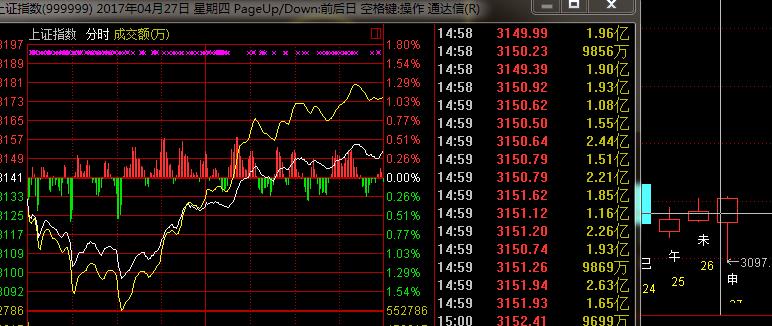 上证指数(999999) 2017年04月27日 星期四 PageUp/Down:前后日 空格键:操作 通达信(R)
上证指数 分时 成交额(万)
3197 1.80%
3189 1.54%
3181 1.29%
3173 1.03%
3165 0.77%
3157 0.51%
3149 0.26%
3141 0.00%
3133 0.26%
3125 0.51%
3117 0.77%
3109 1.03%
3100 1.29%
3092 1.54%
552786
14:58 3149.99 1.96亿
14:58 3150.23 9856万
14:58 3149.39 1.90亿
14:58 3150.92 1.93亿
14:59 3150.62 1.08亿
14:59 3150.50 1.55亿
14:59 3150.64 2.44亿
14:59 3150.79 1.51亿
14:59 3150.79 2.21亿
14:59 3151.62 1.85亿
14:59 3151.12 1.16亿
14:59 3151.20 2.26亿
14:59 3150.74 1.93亿
14:59 3151.26 9869万
14:59 3151.94 2.63亿
14:59 3151.93 1.65亿
15:00 3152.41 9699万
巳 午 未 申
24 25 26 27
←3097.